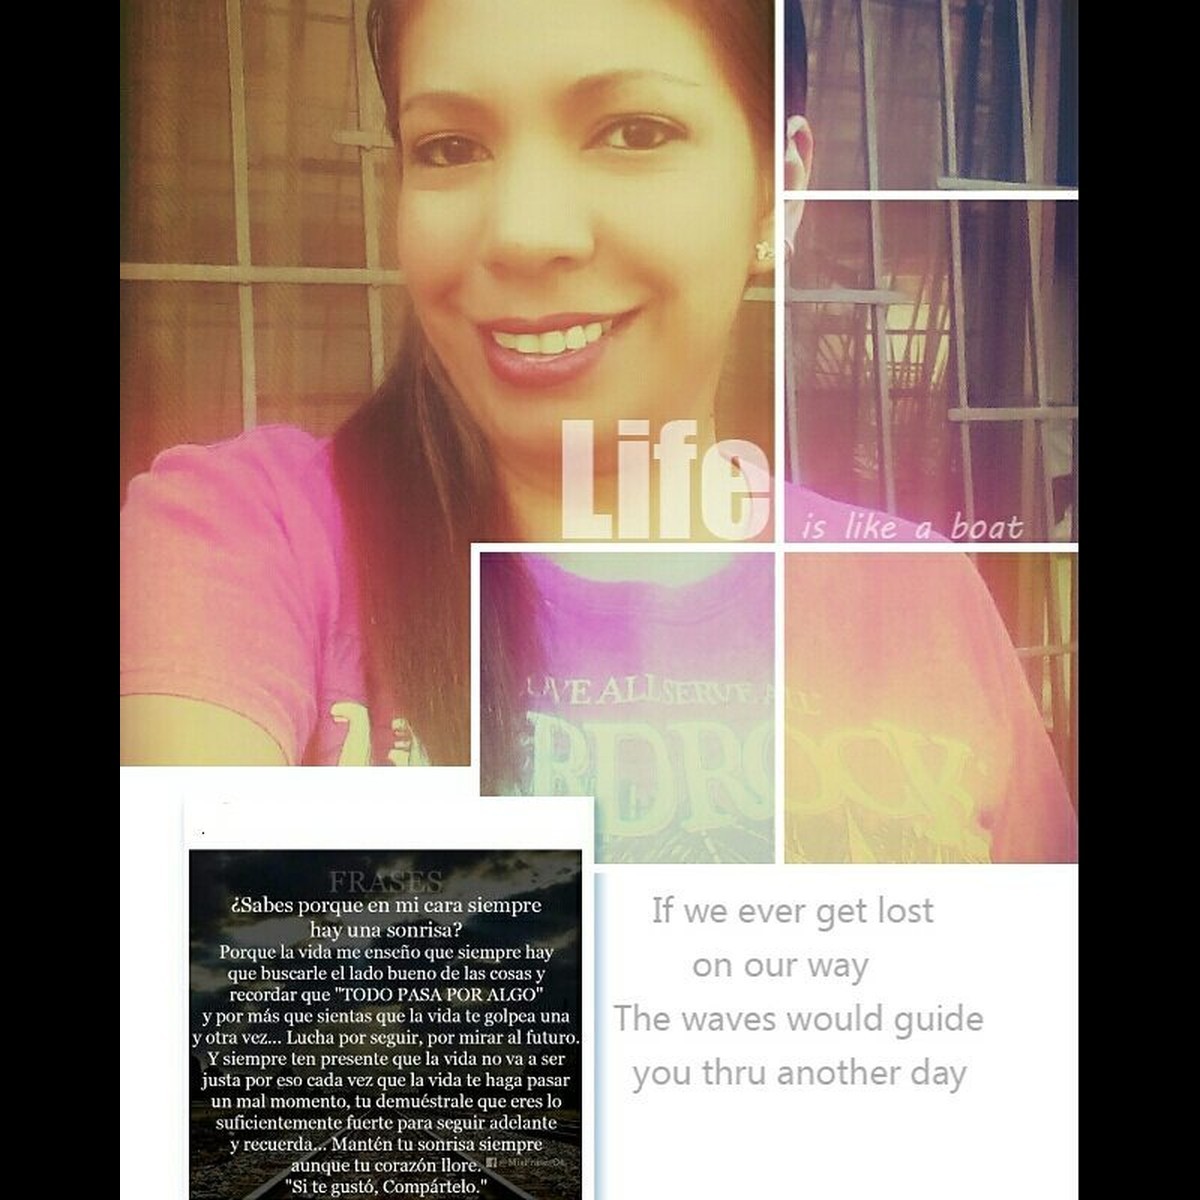 Life
is like a boat
LIVE ALL SERVE ALL
RDROCK
If we ever get lost
on our way
The waves would guide
you thru another day
FRASES
¿Sabes porque en mi cara siempre
hay una sonrisa?
Porque la vida me enseño que siempre hay
que buscarle el lado bueno de las cosas y
recordar que "TODO PASA POR ALGO"
y por más que sientas que la vida te golpea una
y otra vez... Lucha por seguir, por mirar al futuro.
Y siempre ten presente que la vida no va a ser
justa por eso cada vez que la vida te haga pasar
un mal momento, tu demuéstrale que eres lo
suficientemente fuerte para seguir adelante
y recuerda... Mantén tu sonrisa siempre
aunque tu corazón llore.
"Si te gustó, Compártelo."